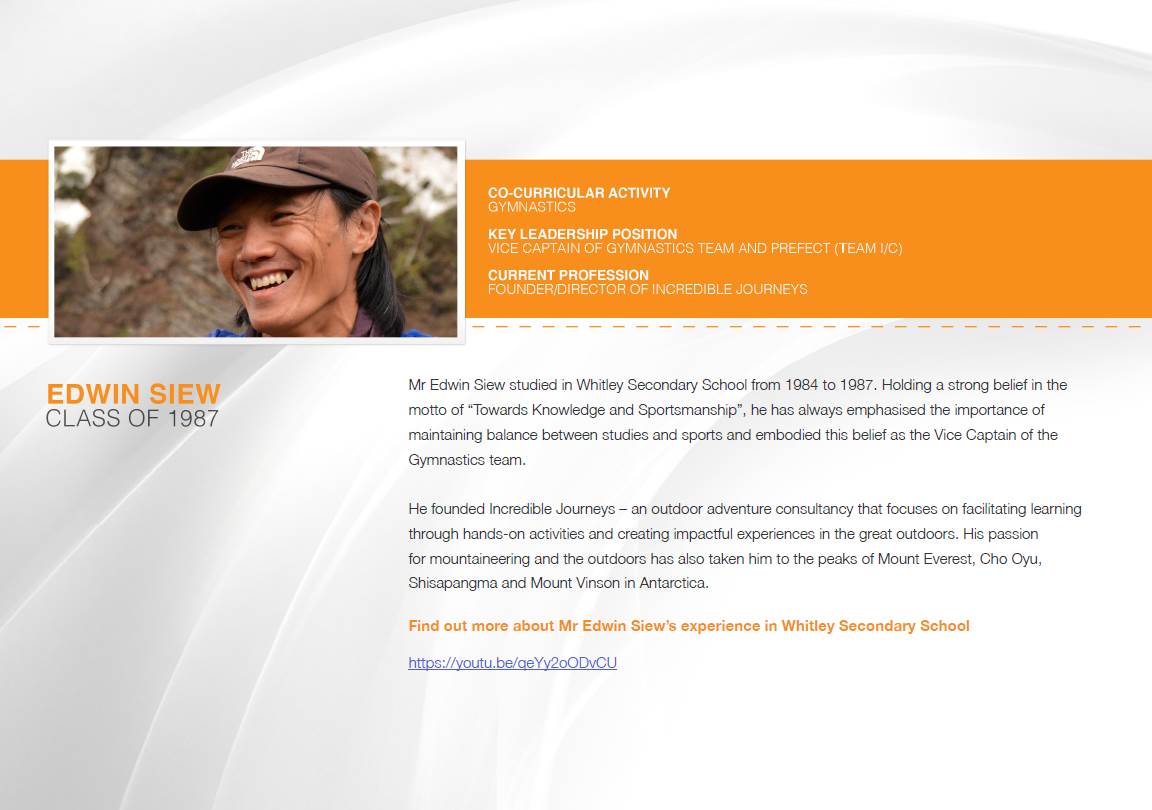 THE NORTH FACE
CO-CURRICULAR ACTIVITY
GYMNASTICS
KEY LEADERSHIP POSITION
VICE CAPTAIN OF GYMNASTICS TEAM AND PREFECT (TEAM I/C)
CURRENT PROFESSION
FOUNDER/DIRECTOR OF INCREDIBLE JOURNEYS
EDWIN SIEW
CLASS OF 1987
Mr Edwin Siew studied in Whitley Secondary School from 1984 to 1987. Holding a strong belief in the
motto of “Towards Knowledge and Sportsmanship”, he has always emphasised the importance of
maintaining balance between studies and sports and embodied this belief as the Vice Captain of the
Gymnastics team.
He founded Incredible Journeys – an outdoor adventure consultancy that focuses on facilitating learning
through hands-on activities and creating impactful experiences in the great outdoors. His passion
for mountaineering and the outdoors has also taken him to the peaks of Mount Everest, Cho Oyu,
Shisapangma and Mount Vinson in Antarctica.
Find out more about Mr Edwin Siew’s experience in Whitley Secondary School
https://youtu.be/qeYy2oODvCU